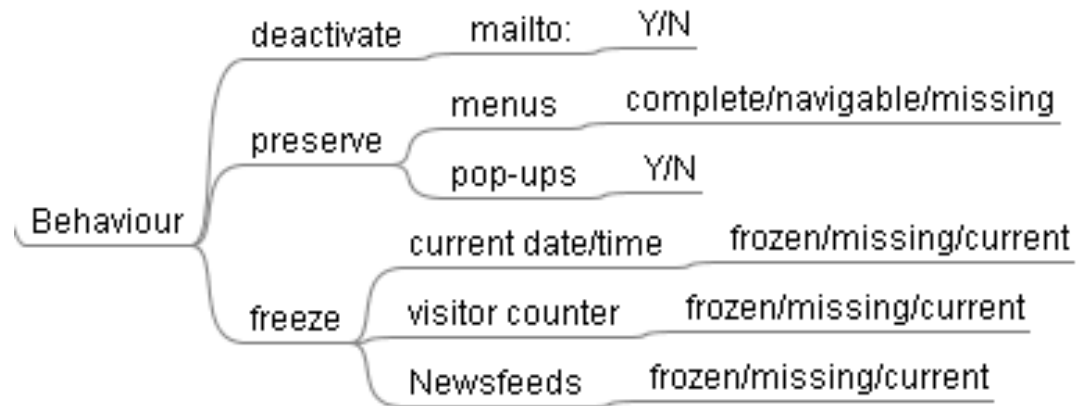 deactivate mailto: Y/N
preserve
menus complete/navigable/missing
pop-ups Y/N
Behaviour
freeze
current date/time frozen/missing/current
visitor counter frozen/missing/current
Newsfeeds frozen/missing/current